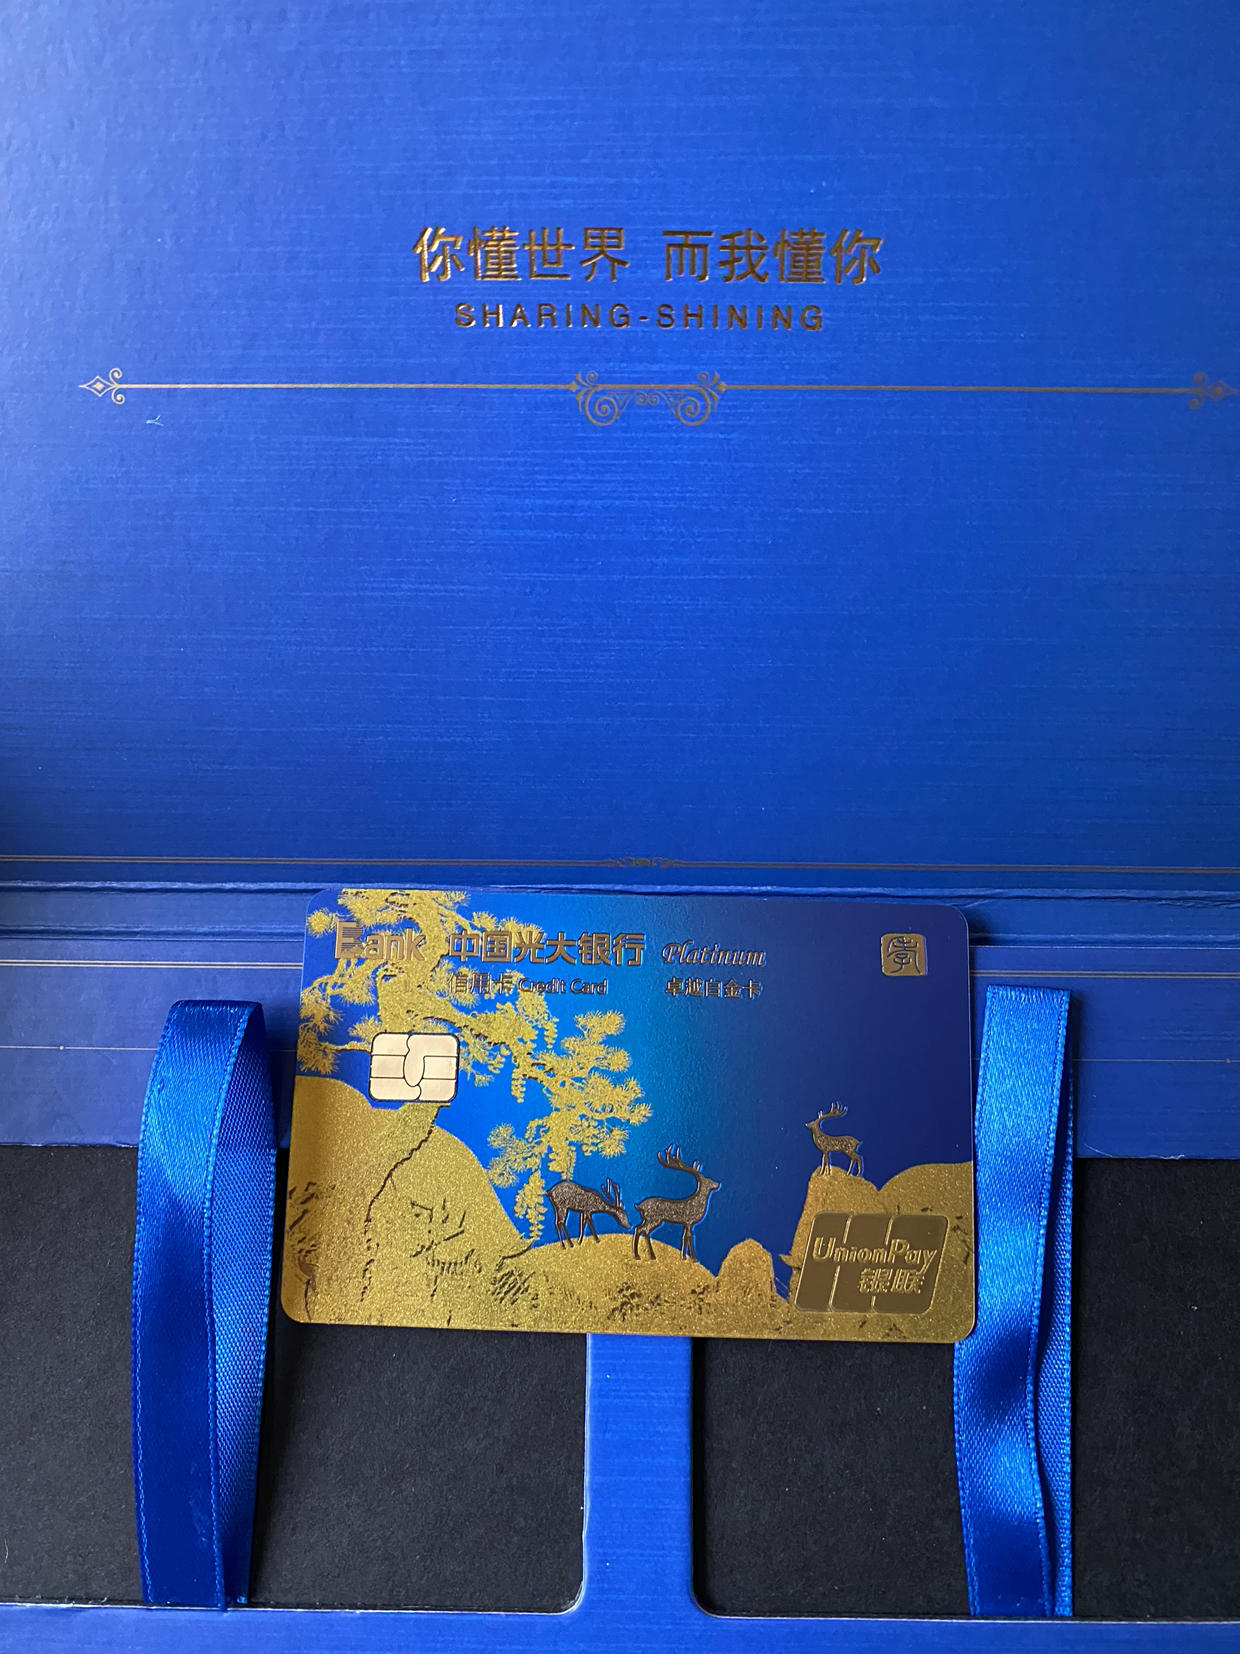 你懂世界 而我懂你
SHARING-SHINING
Bank 中国光大银行 Platinum
信用卡 Credit Card 卓越白金卡
孝
UnionPay
银联